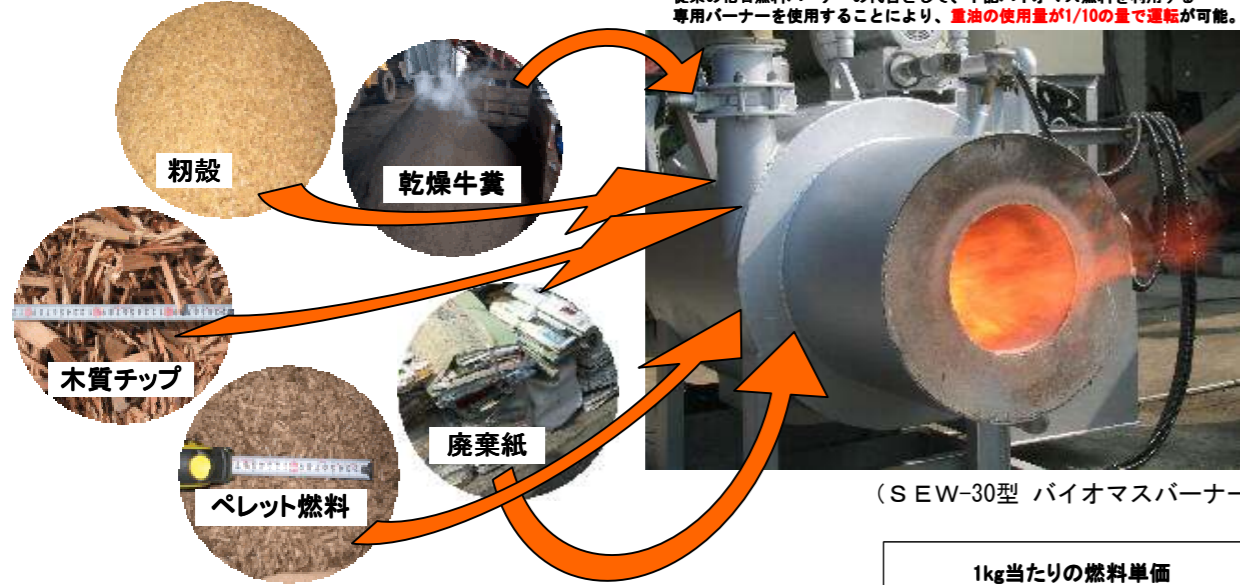 専用バーナーを使用することにより、重油の使用量が1/10の量で運転が可能。
籾殻
乾燥牛糞
木質チップ
廃棄紙
ペレット燃料
(ＳＥＷ-30型 バイオマスバーナー
1kg当たりの燃料単価